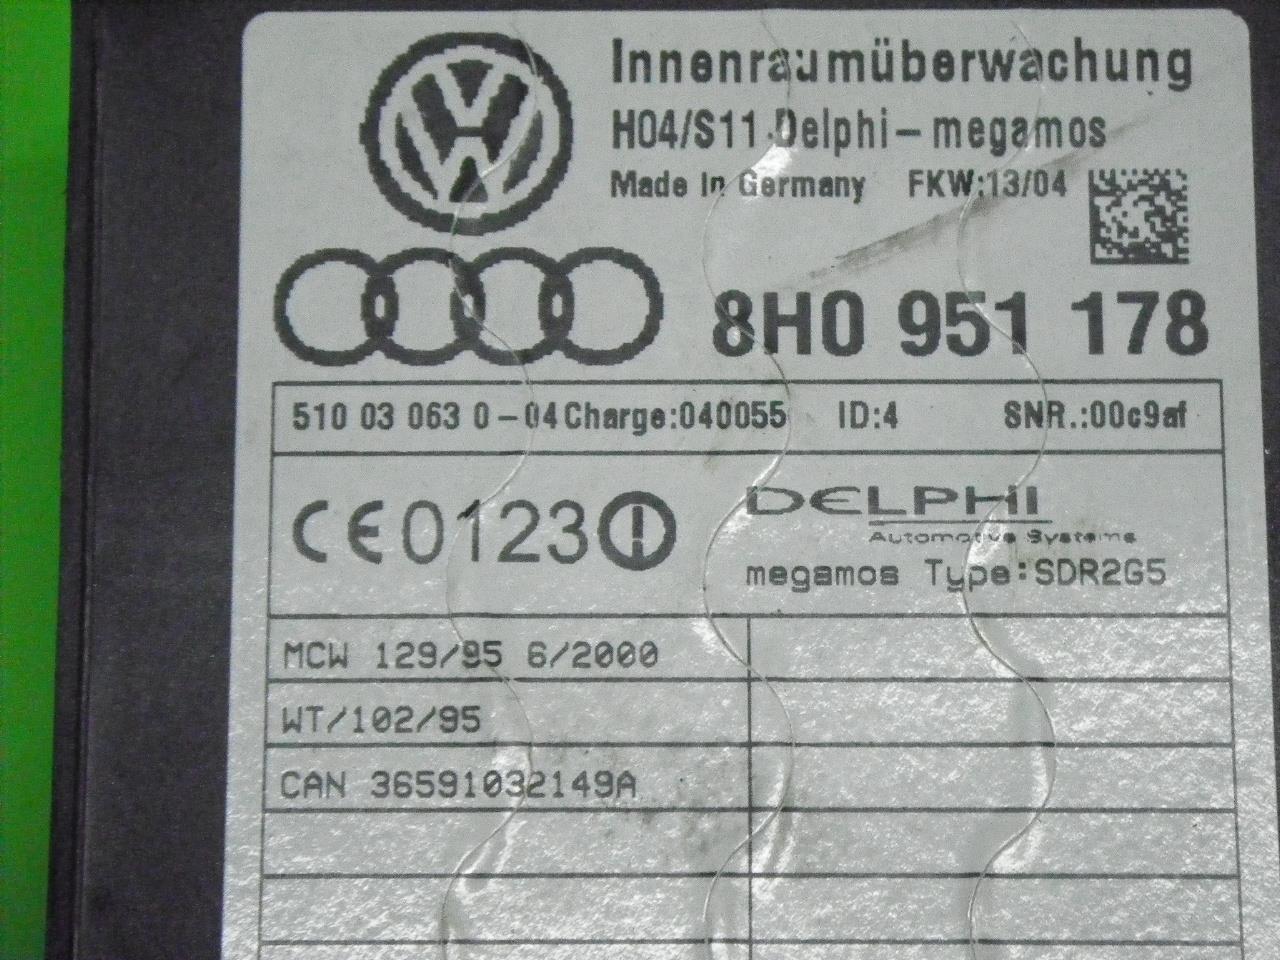 Innenraumüberwachung
H04/S11 Delphi-megamos
Made in Germany FKW:13/04
8H0 951 178
510 03 063 0-04 Charge:040055 ID:4 SNR.:00c9af
CE0123
DELPHI
Automotive Systems
megamos Type:SDR2G5
MCW 129/95 6/2000
WT/102/95
CAN 36591032149A